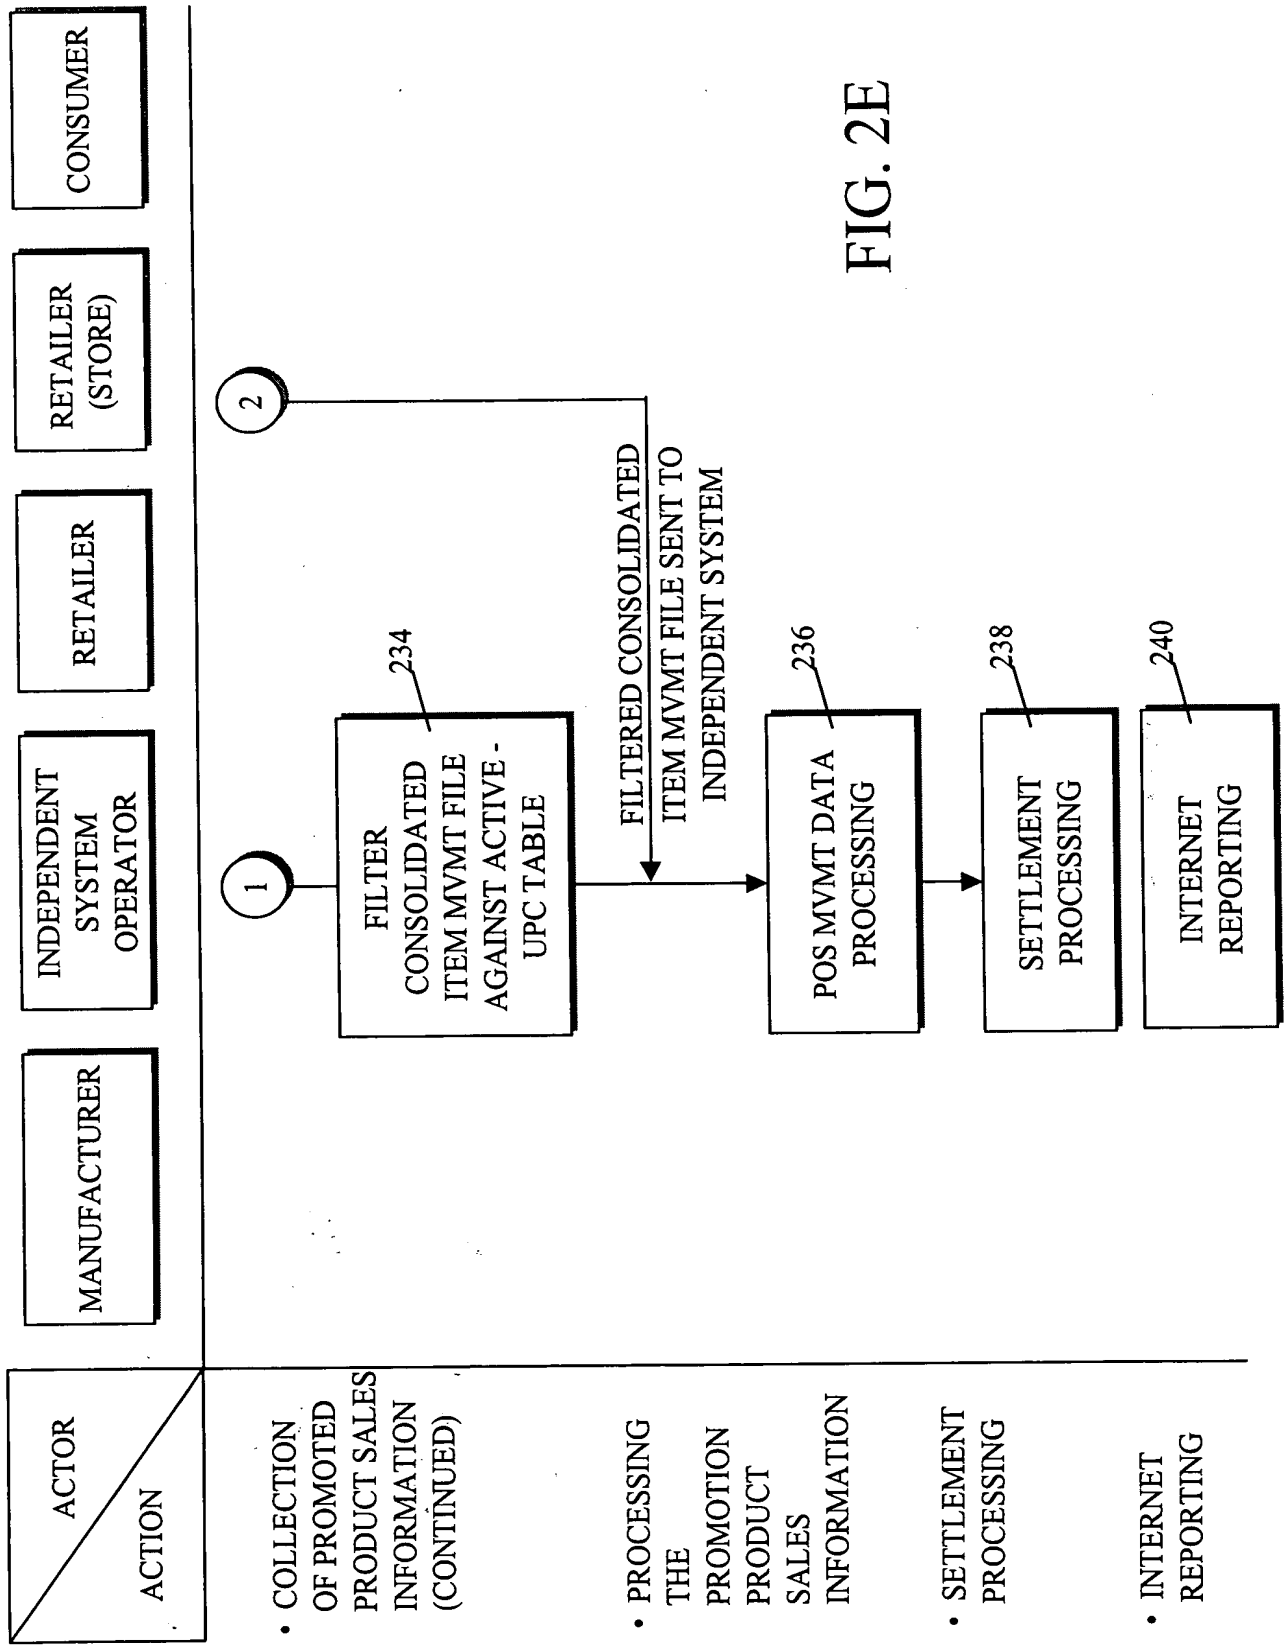 ACTOR
ACTION
MANUFACTURER
INDEPENDENT
SYSTEM
OPERATOR
RETAILER
RETAILER
(STORE)
CONSUMER
• COLLECTION
OF PROMOTED
PRODUCT SALES
INFORMATION
(CONTINUED)
1
2
FILTER
CONSOLIDATED
ITEM MVMT FILE
AGAINST ACTIVE -
UPC TABLE
234
FILTERED CONSOLIDATED
ITEM MVMT FILE SENT TO
INDEPENDENT SYSTEM
• PROCESSING
THE
PROMOTION
PRODUCT
SALES
INFORMATION
POS MVMT DATA
PROCESSING
236
• SETTLEMENT
PROCESSING
SETTLEMENT
PROCESSING
238
• INTERNET
REPORTING
INTERNET
REPORTING
240
FIG. 2E